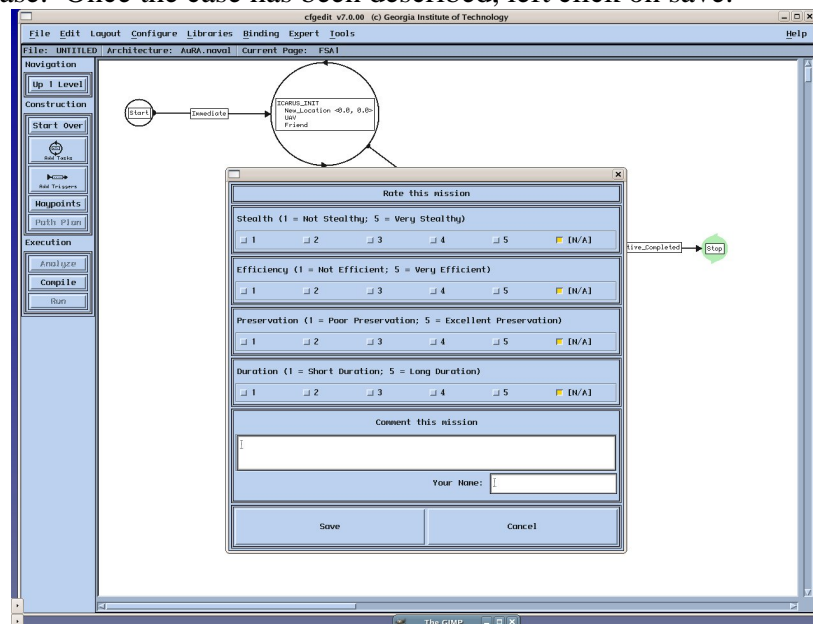 ase. Once the case has been described, left click on save.
cfgedit v7.0.00 (c) Georgia Institute of Technology
File Edit Layout Configure Libraries Binding Expert Tools Help
File: UNTITLED Architecture: AuRA.naval Current Page: FSA1
Navigation
Up 1 Level
Construction
Start Over
Add Tasks
Add Triggers
Waypoints
Path Plan
Execution
Analyze
Compile
Run
Start
Immediate
ICARUS_INIT
New_Location <0.0, 0.0>
UAV
Friend
tive_Completed
Stop
Rate this mission
Stealth (1 = Not Stealthy; 5 = Very Stealthy)
1 2 3 4 5 [N/A]
Efficiency (1 = Not Efficient; 5 = Very Efficient)
1 2 3 4 5 [N/A]
Preservation (1 = Poor Preservation; 5 = Excellent Preservation)
1 2 3 4 5 [N/A]
Duration (1 = Short Duration; 5 = Long Duration)
1 2 3 4 5 [N/A]
Comment this mission
Your Name:
Save Cancel
The GIMP